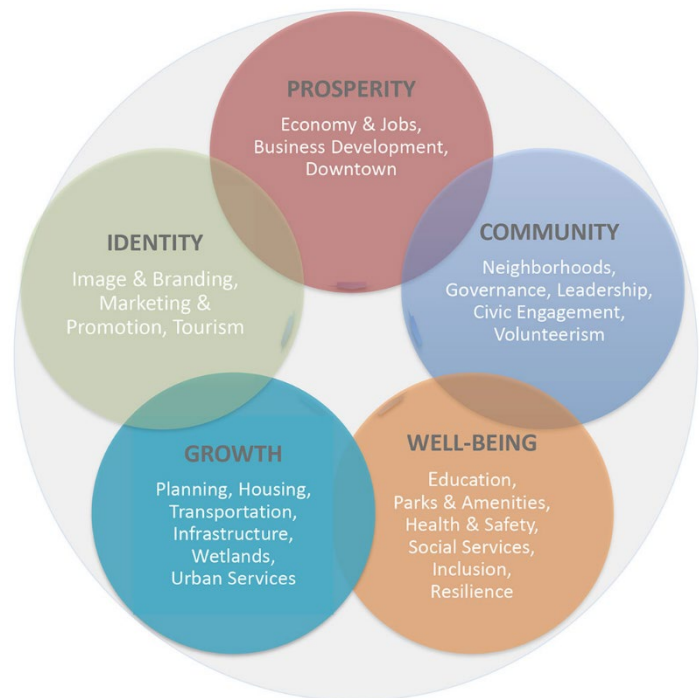 PROSPERITY
Economy & Jobs,
Business Development,
Downtown
IDENTITY
Image & Branding,
Marketing &
Promotion, Tourism
COMMUNITY
Neighborhoods,
Governance, Leadership,
Civic Engagement,
Volunteerism
GROWTH
Planning, Housing,
Transportation,
Infrastructure,
Wetlands,
Urban Services
WELL-BEING
Education,
Parks & Amenities,
Health & Safety,
Social Services,
Inclusion,
Resilience